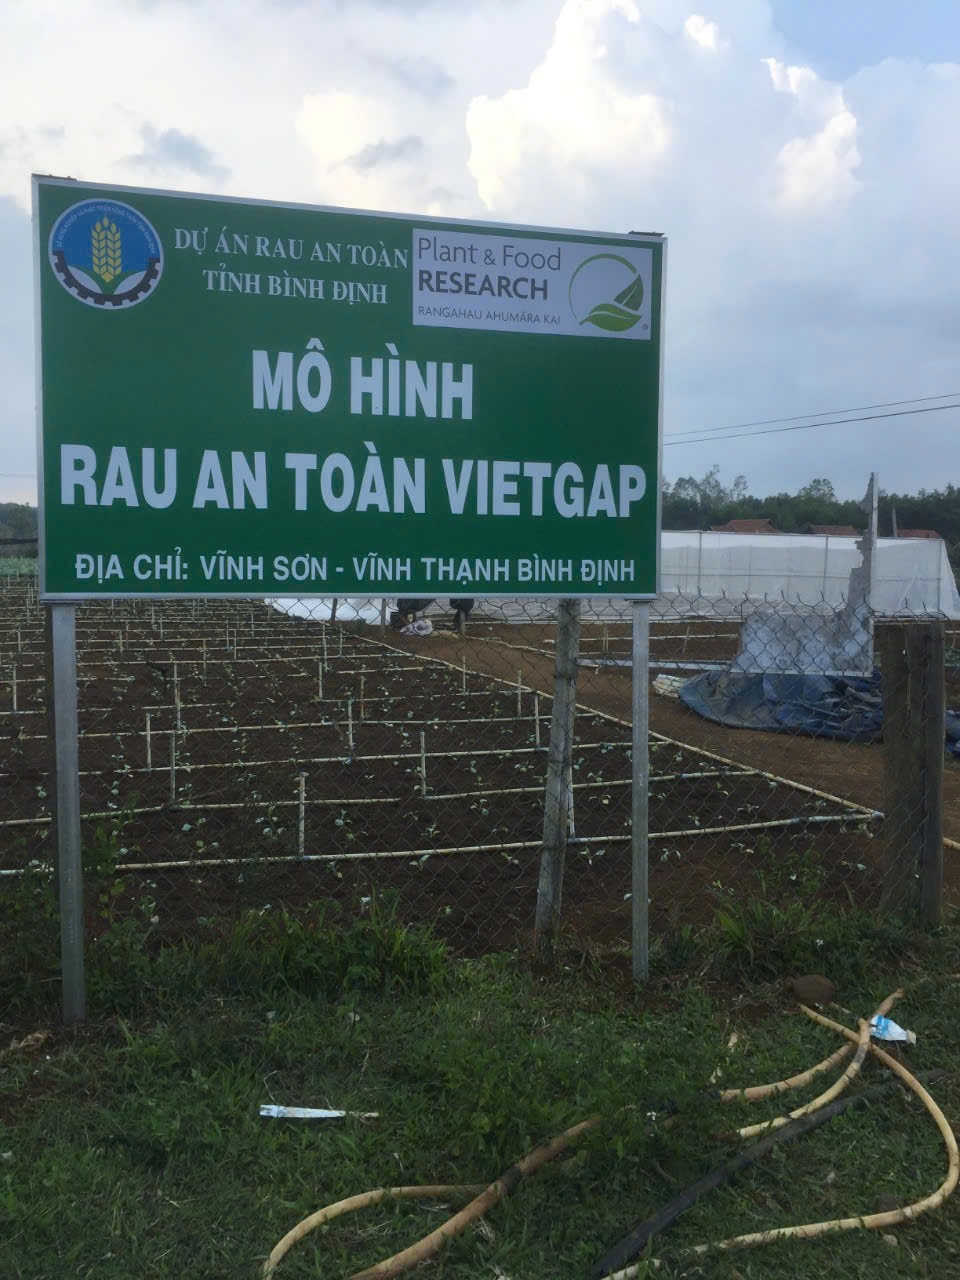 DỰ ÁN RAU AN TOÀN
TỈNH BÌNH ĐỊNH
Plant & Food
RESEARCH
RANGAHAU AHUMĀRA KAI
MÔ HÌNH
RAU AN TOÀN VIETGAP
ĐỊA CHỈ: VĨNH SƠN - VĨNH THẠNH BÌNH ĐỊNH